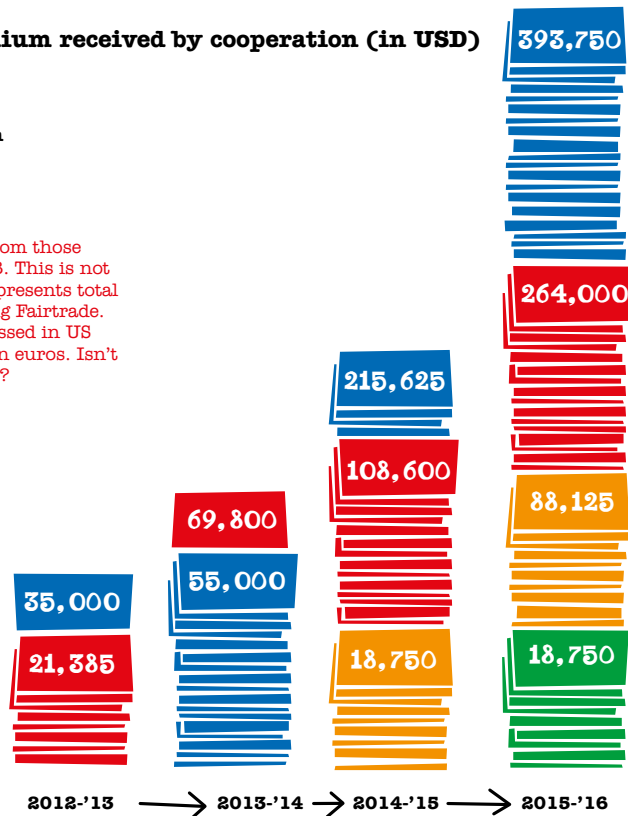 ium received by cooperation (in USD)
om those
. This is not
presents total
g Fairtrade.
ssed in US
n euros. Isn't
?
393,750
264,000
88,125
18,750
215,625
108,600
18,750
69,800
55,000
35,000
21,385
2012-'13
2013-'14
2014-'15
2015-'16